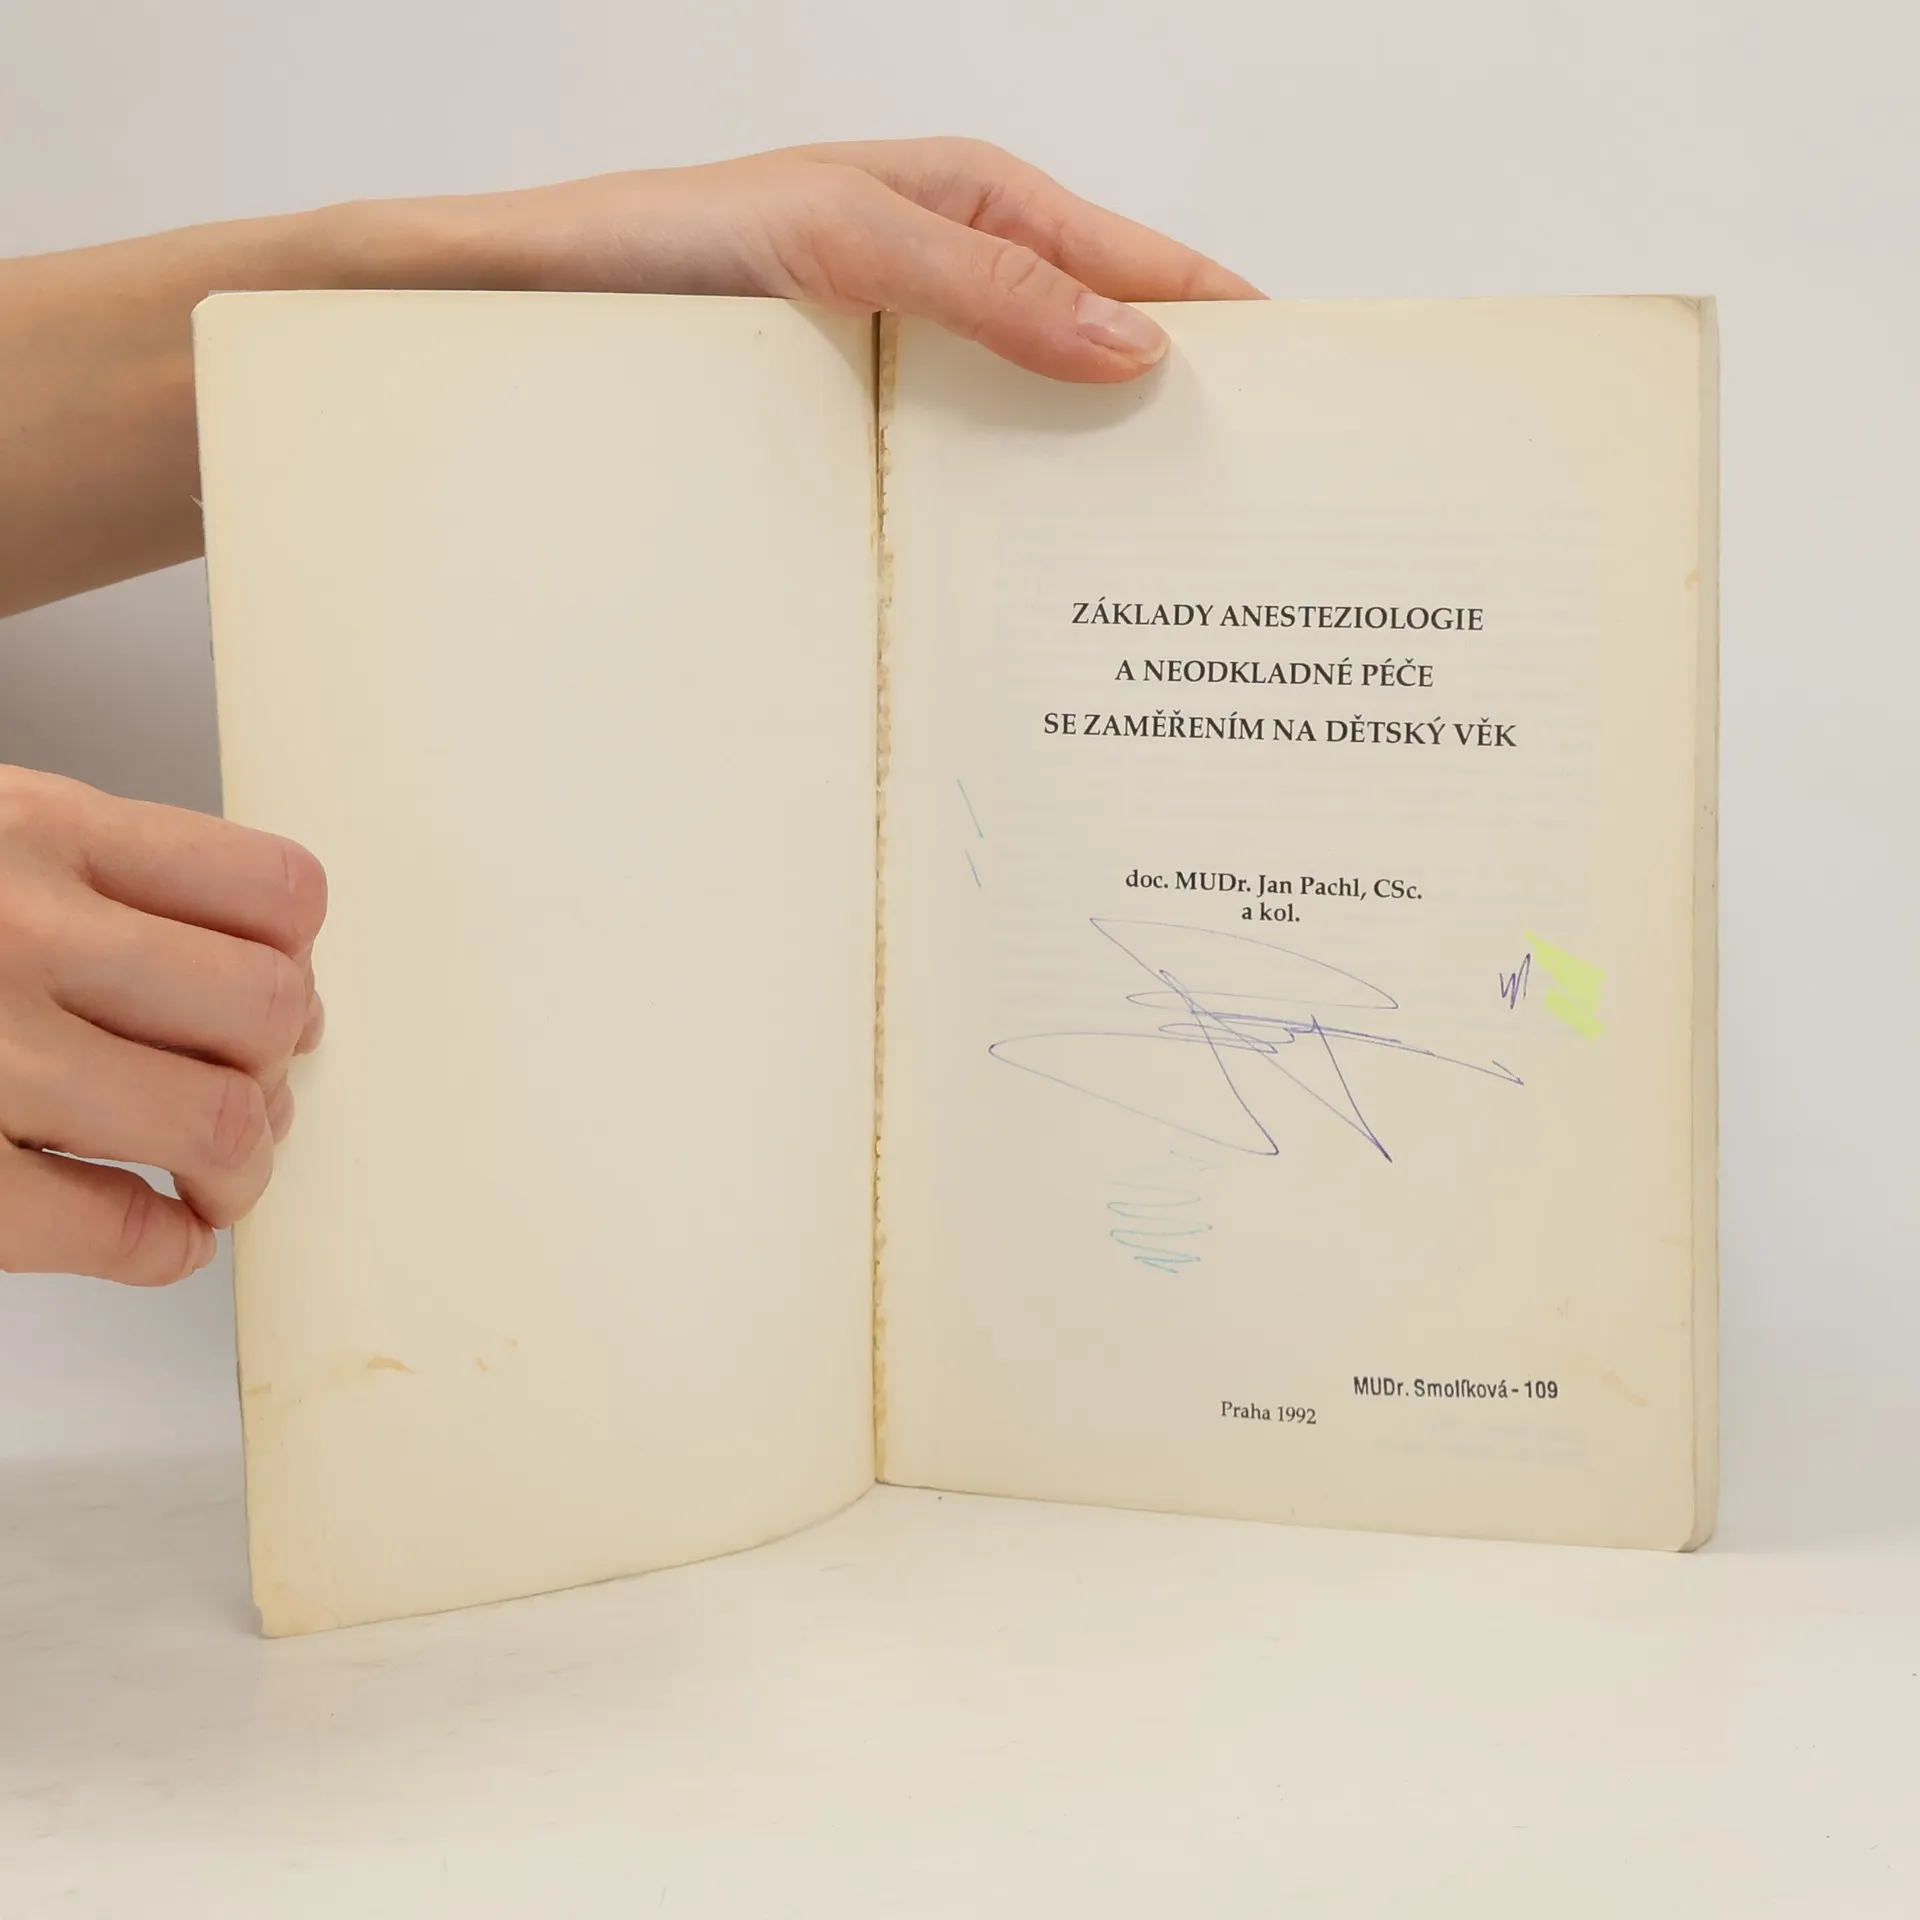 ZÁKLADY ANESTEZIOLOGIE
A NEODKLADNÉ PÉČE
SE ZAMĚŘENÍM NA DĚTSKÝ VĚK
doc. MUDr. Jan Pachl, CSc.
a kol.
MUDr. Smolíková - 109
Praha 1992